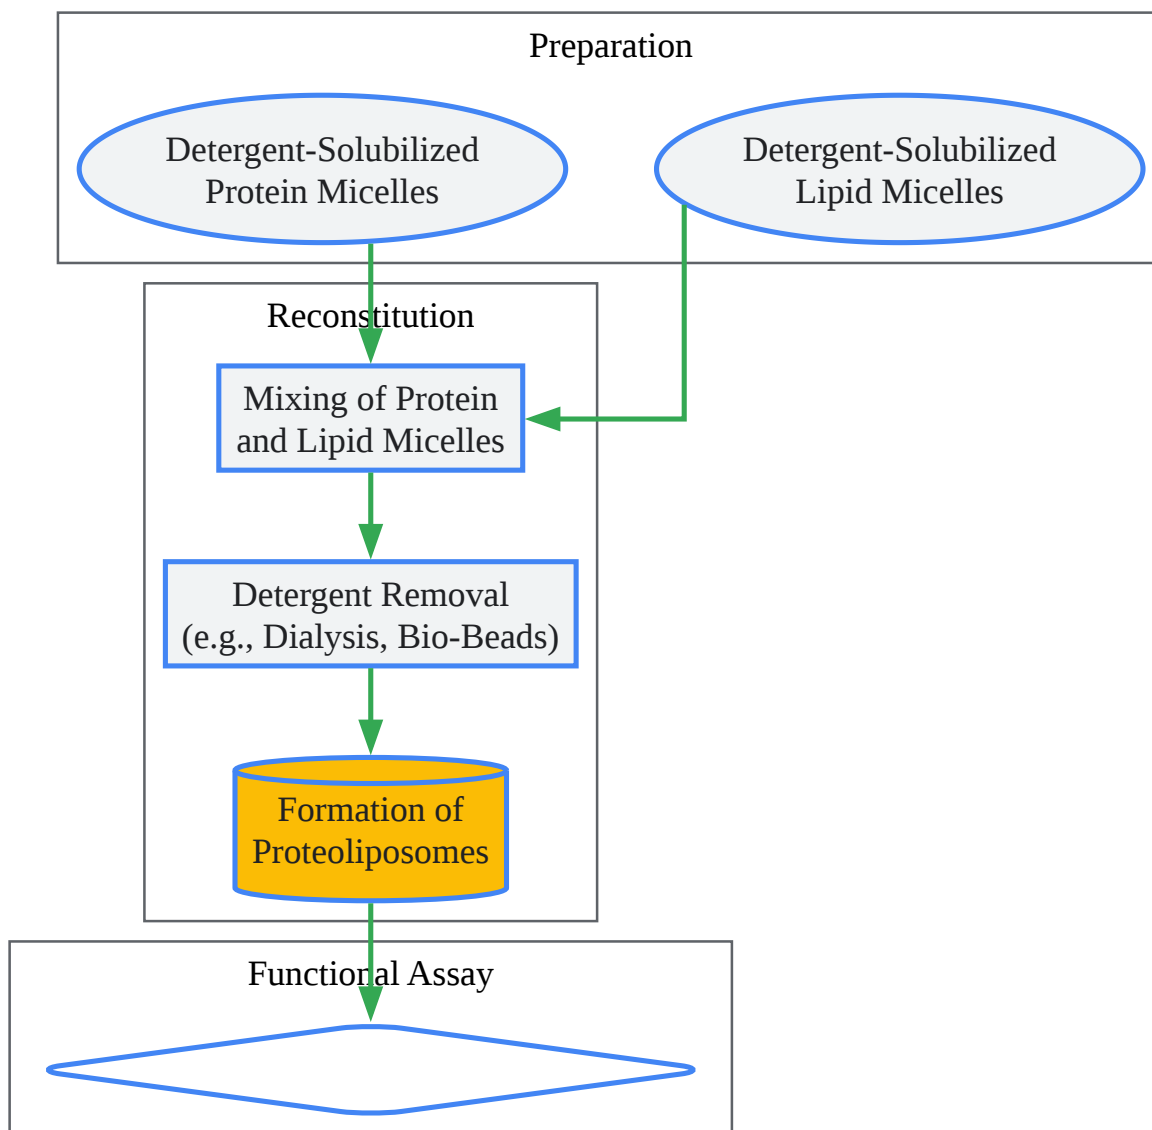 Preparation
Detergent-Solubilized
Protein Micelles
Detergent-Solubilized
Lipid Micelles
Reconstitution
Mixing of Protein
and Lipid Micelles
Detergent Removal
(e.g., Dialysis, Bio-Beads)
Formation of
Proteoliposomes
Functional Assay